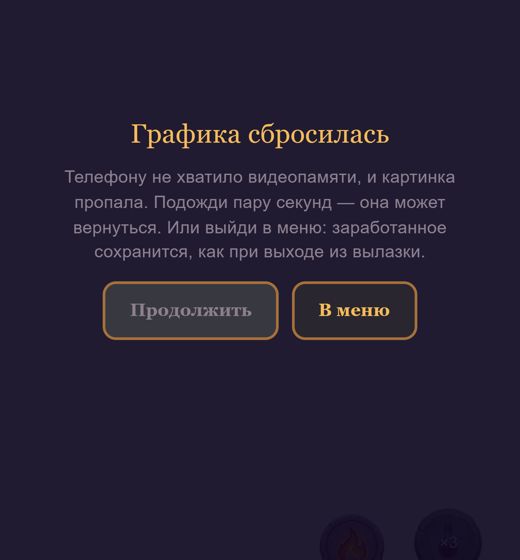 Графика сбросилась
Телефону не хватило видеопамяти, и картинка
пропала. Подожди пару секунд — она может
вернуться. Или выйди в меню: заработанное
сохранится, как при выходе из вылазки.
Продолжить
В меню
×3